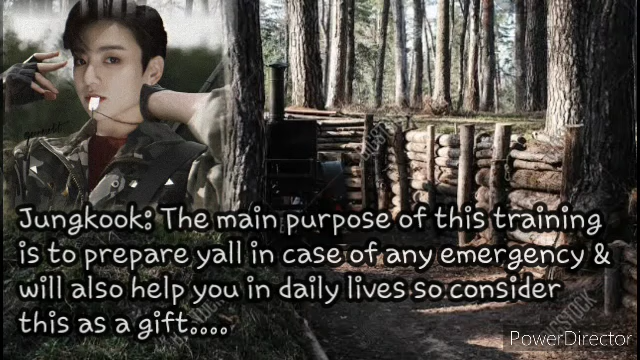 Jungkook: The main purpose of this training
is to prepare yall in case of any emergency &
will also help you in daily lives so consider
this as a gift....
PowerDirector